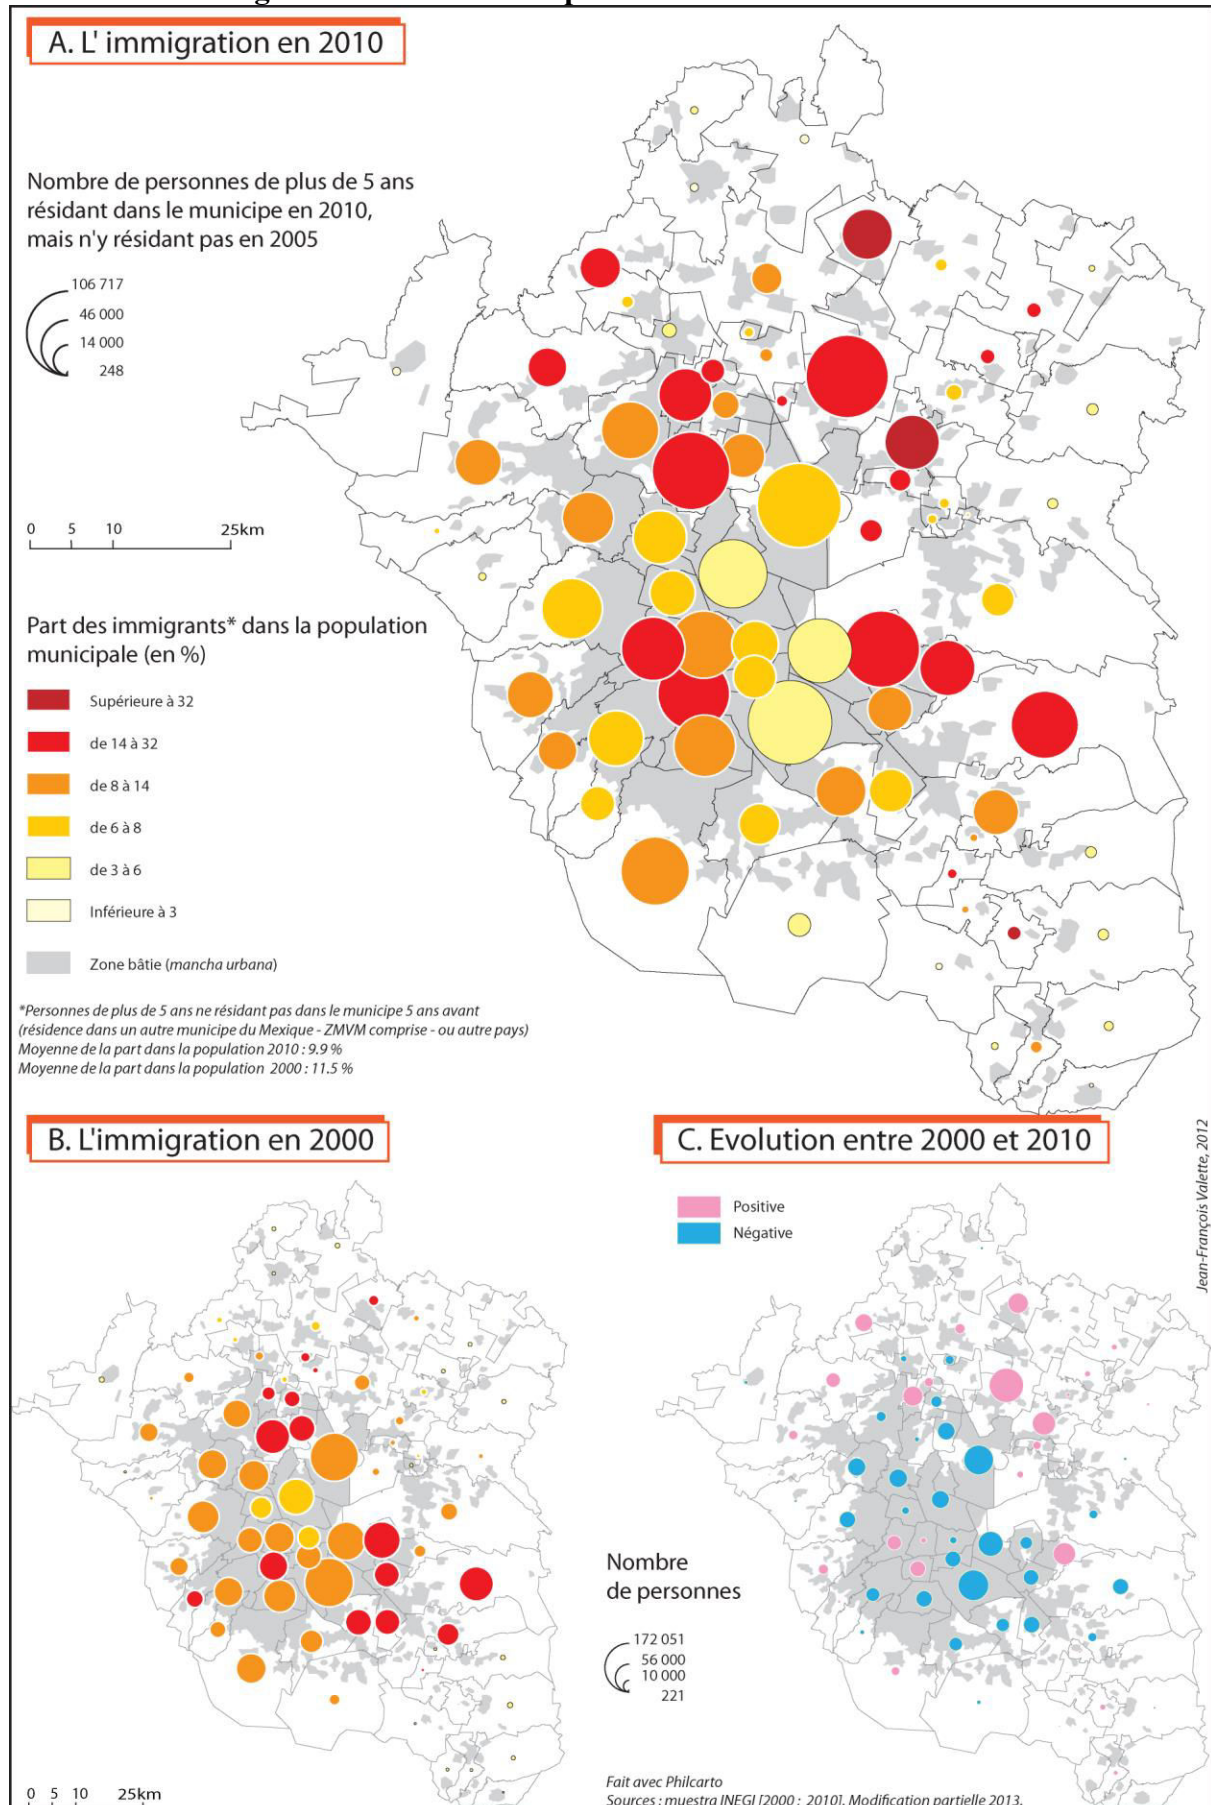 A. L' immigration en 2010
Nombre de personnes de plus de 5 ans
résidant dans le municipe en 2010,
mais n'y résidant pas en 2005
106 717
46 000
14 000
248
0 5 10 25km
Part des immigrants* dans la population
municipale (en %)
Supérieure à 32
de 14 à 32
de 8 à 14
de 6 à 8
de 3 à 6
Inférieure à 3
Zone bâtie (mancha urbana)
*Personnes de plus de 5 ans ne résidant pas dans le municipe 5 ans avant
(résidence dans un autre municipe du Mexique - ZMVM comprise - ou autre pays)
Moyenne de la part dans la population 2010 : 9.9 %
Moyenne de la part dans la population 2000 : 11.5 %
B. L'immigration en 2000
C. Evolution entre 2000 et 2010
Positive
Négative
Jean-François Valette, 2012
Nombre
de personnes
172 051
56 000
10 000
221
0 5 10 25km
Fait avec Philcarto
Sources : muestra INEGI [2000 ; 2010]. Modification partielle 2013.